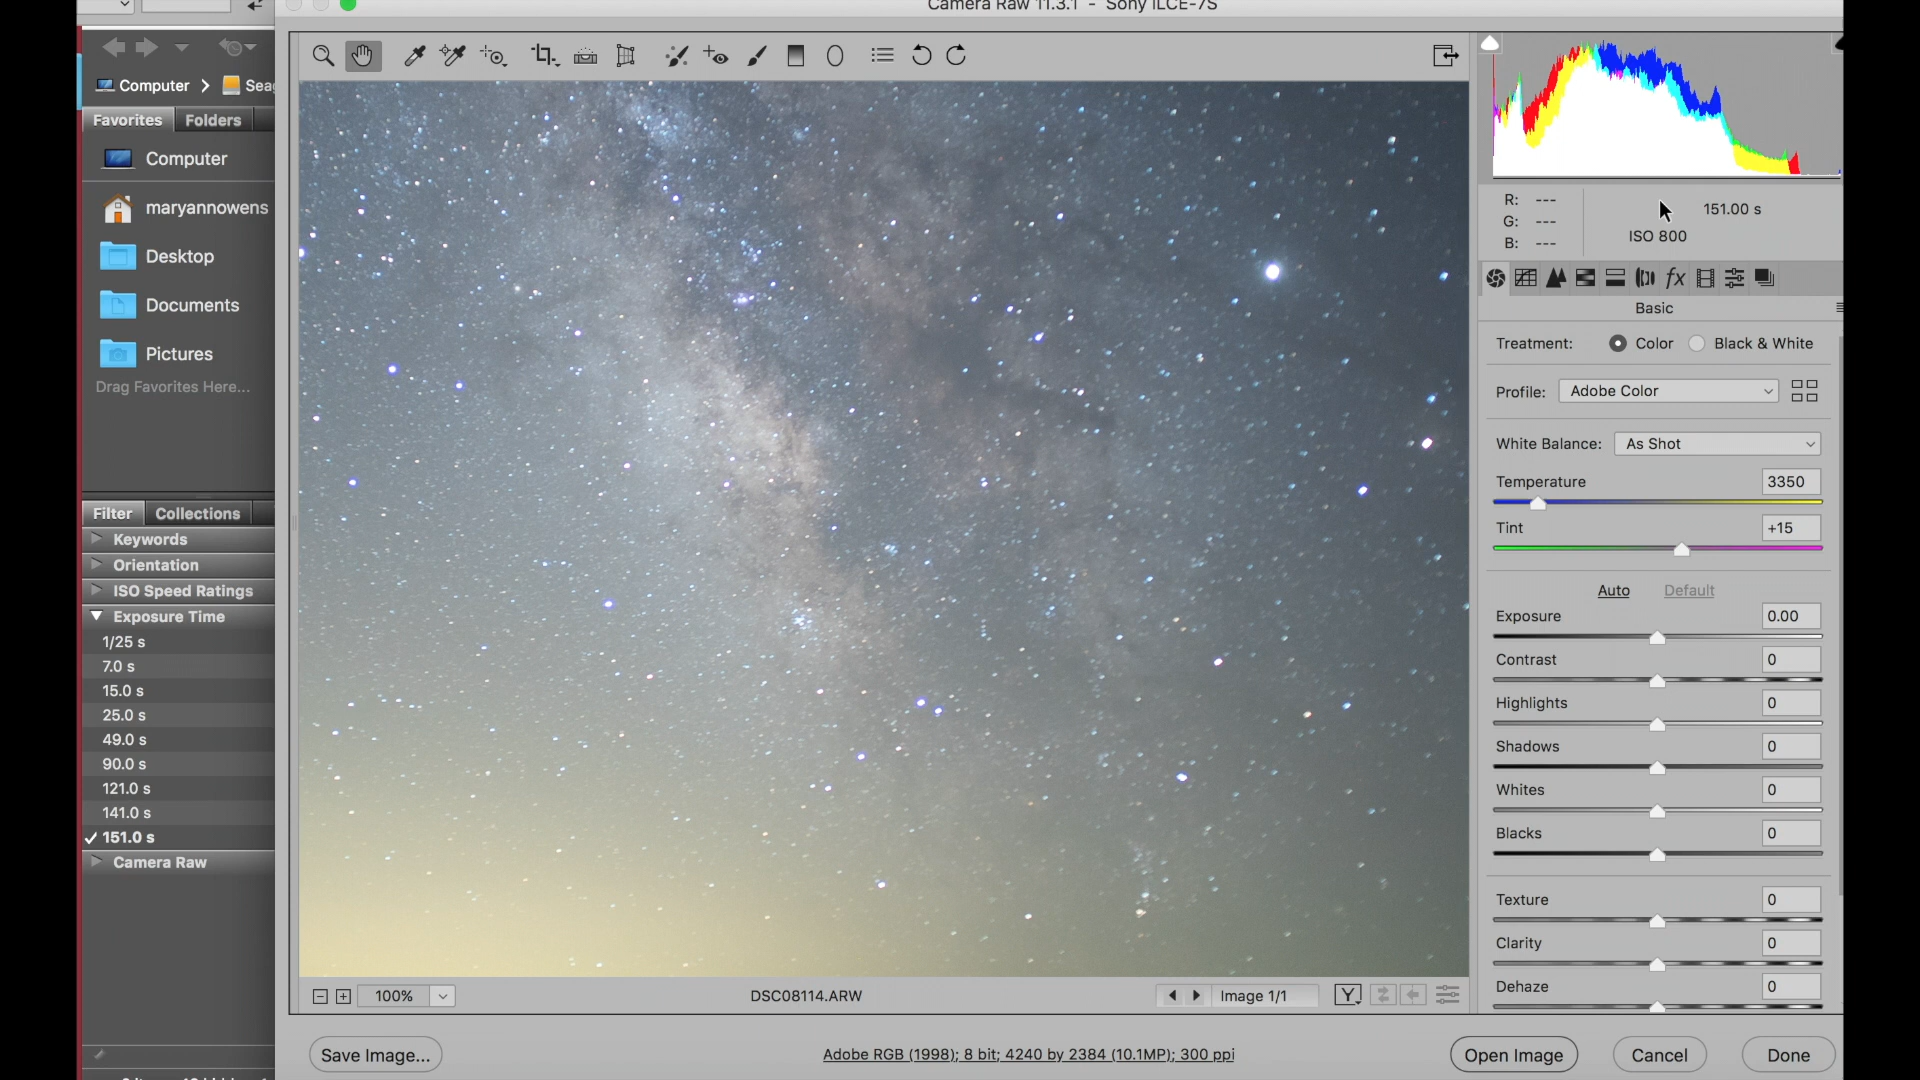 Camera Raw 11.3.1 - Sony ILCE-7S
Computer > Seag
Favorites Folders
Computer
maryannowens
Desktop
Documents
Pictures
Drag Favorites Here...
Filter Collections
Keywords
Orientation
ISO Speed Ratings
Exposure Time
1/25 s
7.0 s
15.0 s
25.0 s
49.0 s
90.0 s
121.0 s
141.0 s
151.0 s
Camera Raw
R: ---
G: ---
B: ---
151.00 s
ISO 800
fx
Basic
Treatment: Color Black & White
Profile: Adobe Color
White Balance: As Shot
Temperature 3350
Tint +15
Auto Default
Exposure 0.00
Contrast 0
Highlights 0
Shadows 0
Whites 0
Blacks 0
Texture 0
Clarity 0
Dehaze 0
100% DSC08114.ARW Image 1/1 Y
Save Image... Adobe RGB (1998); 8 bit; 4240 by 2384 (10.1MP); 300 ppi Open Image Cancel Done